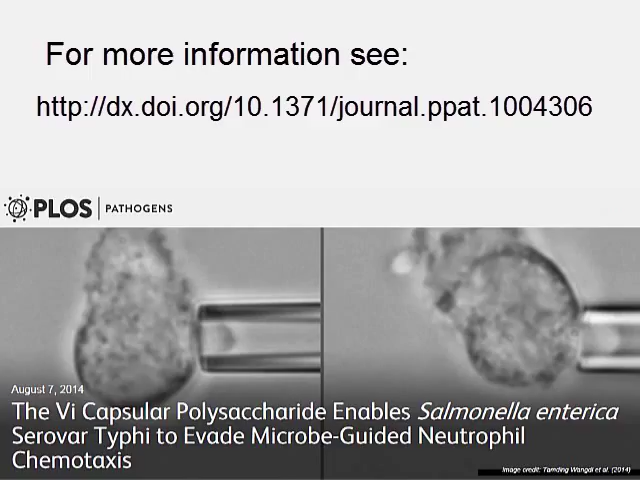 For more information see:
http://dx.doi.org/10.1371/journal.ppat.1004306
PLOS | PATHOGENS
August 7, 2014
The Vi Capsular Polysaccharide Enables Salmonella enterica
Serovar Typhi to Evade Microbe-Guided Neutrophil
Chemotaxis
Image credit: Tamding Wangdi et al. (2014)